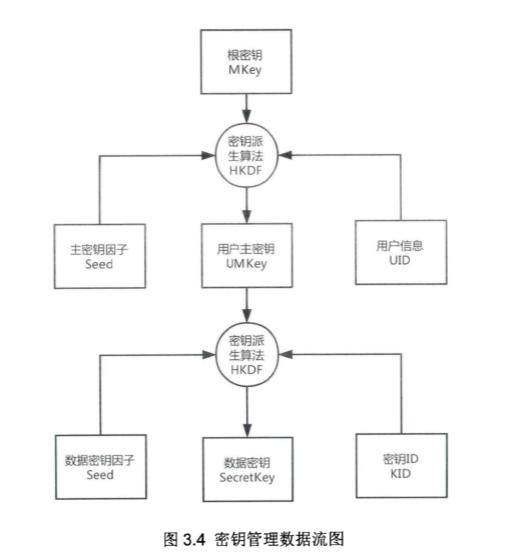 根密钥
MKey
密钥派
生算法
HKDF
主密钥因子
Seed
用户主密钥
UMKey
用户信息
UID
密钥派
生算法
HKDF
数据密钥因子
Seed
数据密钥
SecretKey
密钥ID
KID
图 3.4 密钥管理数据流图